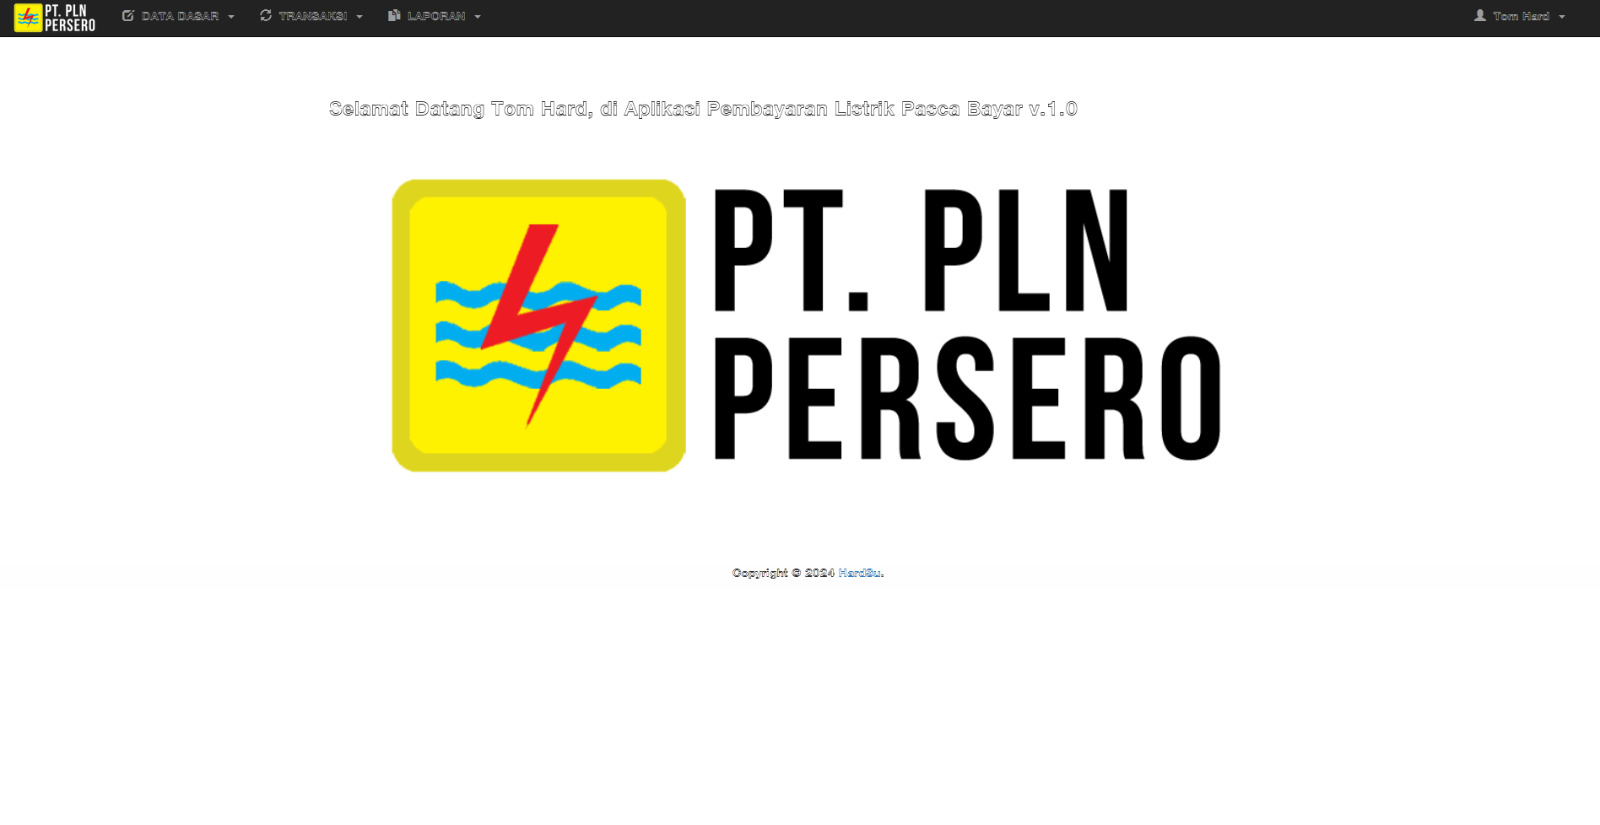 PT. PLN
PERSERO
DATA DASAR
TRANSAKSI
LAPORAN
Tom Hard
Selamat Datang Tom Hard, di Aplikasi Pembayaran Listrik Pasca Bayar v.1.0
PT. PLN
PERSERO
Copyright © 2024 HardSu.